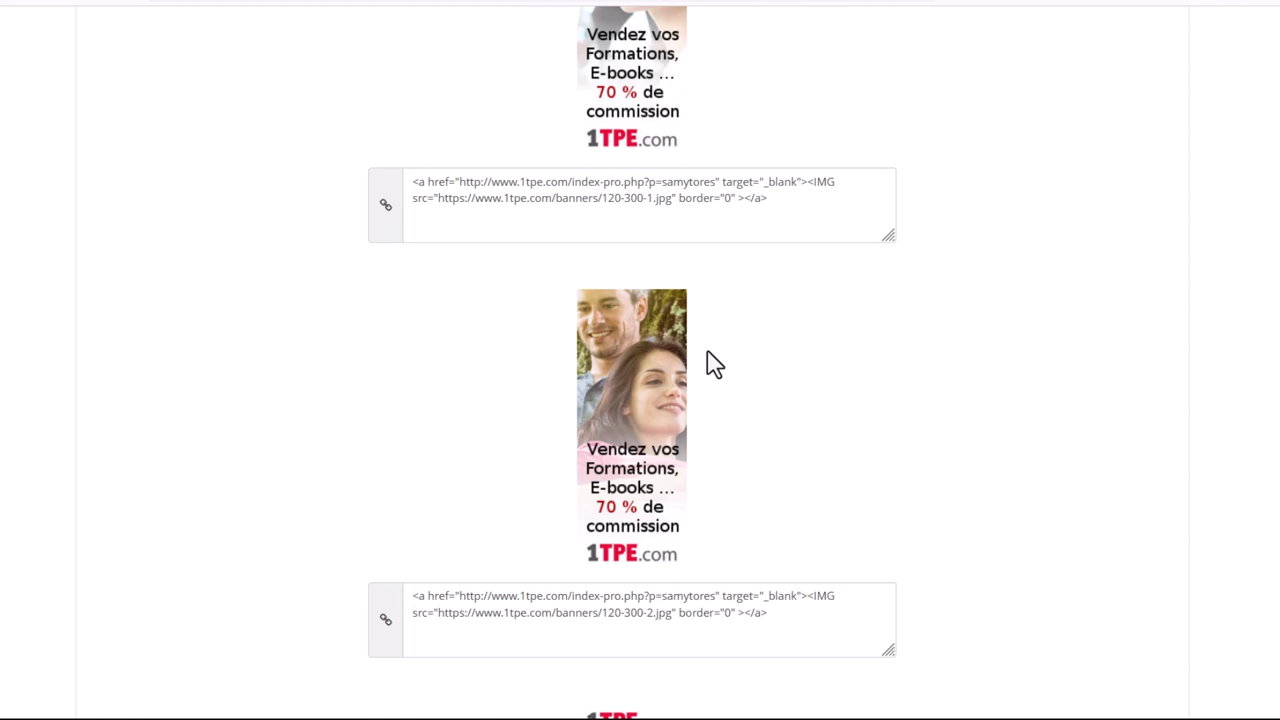 Vendez vos
Formations,
E-books ...
70 % de
commission
1TPE.com
<a href="http://www.1tpe.com/index-pro.php?p=samytores" target="_blank"><IMG
src="https://www.1tpe.com/banners/120-300-1.jpg" border="0" ></a>
Vendez vos
Formations,
E-books ...
70 % de
commission
1TPE.com
<a href="http://www.1tpe.com/index-pro.php?p=samytores" target="_blank"><IMG
src="https://www.1tpe.com/banners/120-300-2.jpg" border="0" ></a>
1TPE